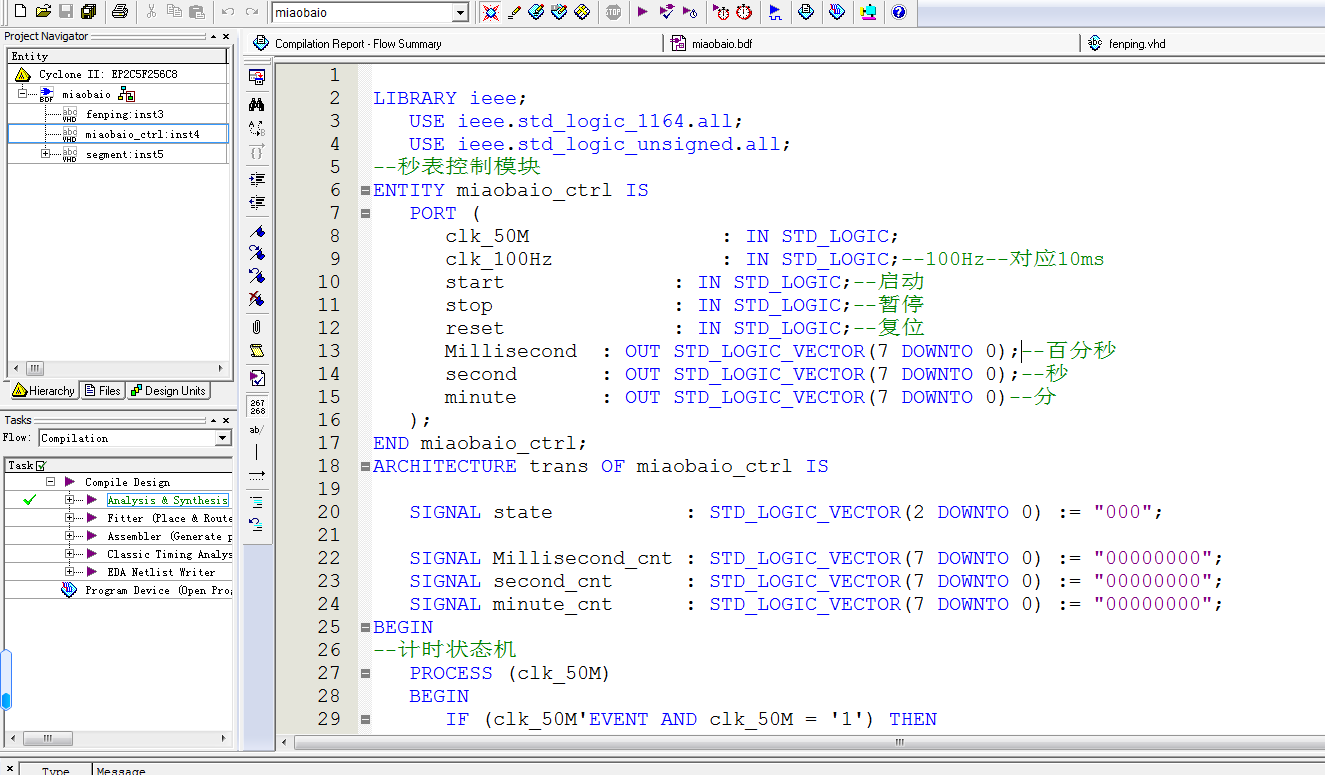 miaobaio
Project Navigator
Entity
Cyclone II: EP2C5F256C8
miaobaio
fenping:inst3
miaobaio_ctrl:inst4
segment:inst5
Hierarchy Files Design Units
Tasks
Flow: Compilation
Task
Compile Design
Analysis & Synthesis
Fitter (Place & Route
Assembler (Generate p
Classic Timing Analys
EDA Netlist Writer
Program Device (Open Pro
Compilation Report - Flow Summary
miaobaio.bdf
fenping.vhd
1
2 LIBRARY ieee;
3 USE ieee.std_logic_1164.all;
4 USE ieee.std_logic_unsigned.all;
5 --秒表控制模块
6 ENTITY miaobaio_ctrl IS
7 PORT (
8 clk_50M : IN STD_LOGIC;
9 clk_100Hz : IN STD_LOGIC;--100Hz--对应10ms
10 start : IN STD_LOGIC;--启动
11 stop : IN STD_LOGIC;--暂停
12 reset : IN STD_LOGIC;--复位
13 Millisecond : OUT STD_LOGIC_VECTOR(7 DOWNTO 0);--百分秒
14 second : OUT STD_LOGIC_VECTOR(7 DOWNTO 0);--秒
15 minute : OUT STD_LOGIC_VECTOR(7 DOWNTO 0)--分
16 );
17 END miaobaio_ctrl;
18 ARCHITECTURE trans OF miaobaio_ctrl IS
19
20 SIGNAL state : STD_LOGIC_VECTOR(2 DOWNTO 0) := "000";
21
22 SIGNAL Millisecond_cnt : STD_LOGIC_VECTOR(7 DOWNTO 0) := "00000000";
23 SIGNAL second_cnt : STD_LOGIC_VECTOR(7 DOWNTO 0) := "00000000";
24 SIGNAL minute_cnt : STD_LOGIC_VECTOR(7 DOWNTO 0) := "00000000";
25 BEGIN
26 --计时状态机
27 PROCESS (clk_50M)
28 BEGIN
29 IF (clk_50M'EVENT AND clk_50M = '1') THEN
Type Message